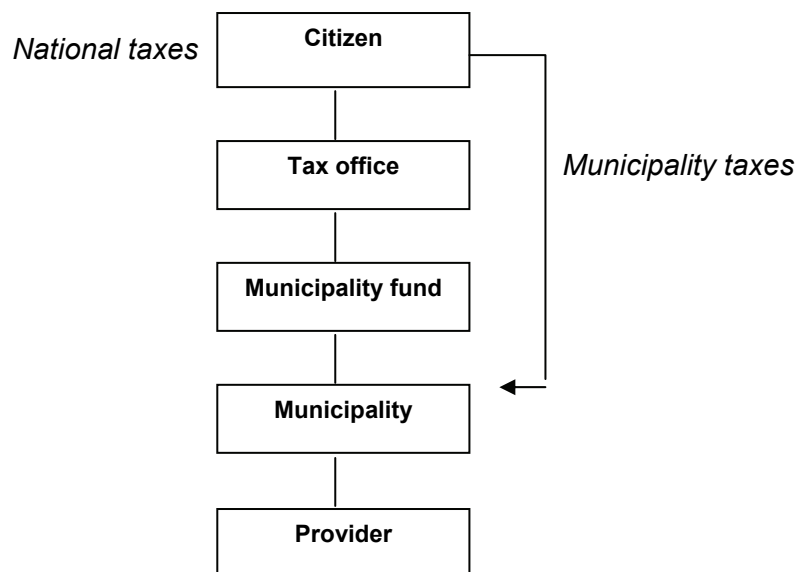 National taxes
Citizen
Tax office
Municipality taxes
Municipality fund
Municipality
Provider